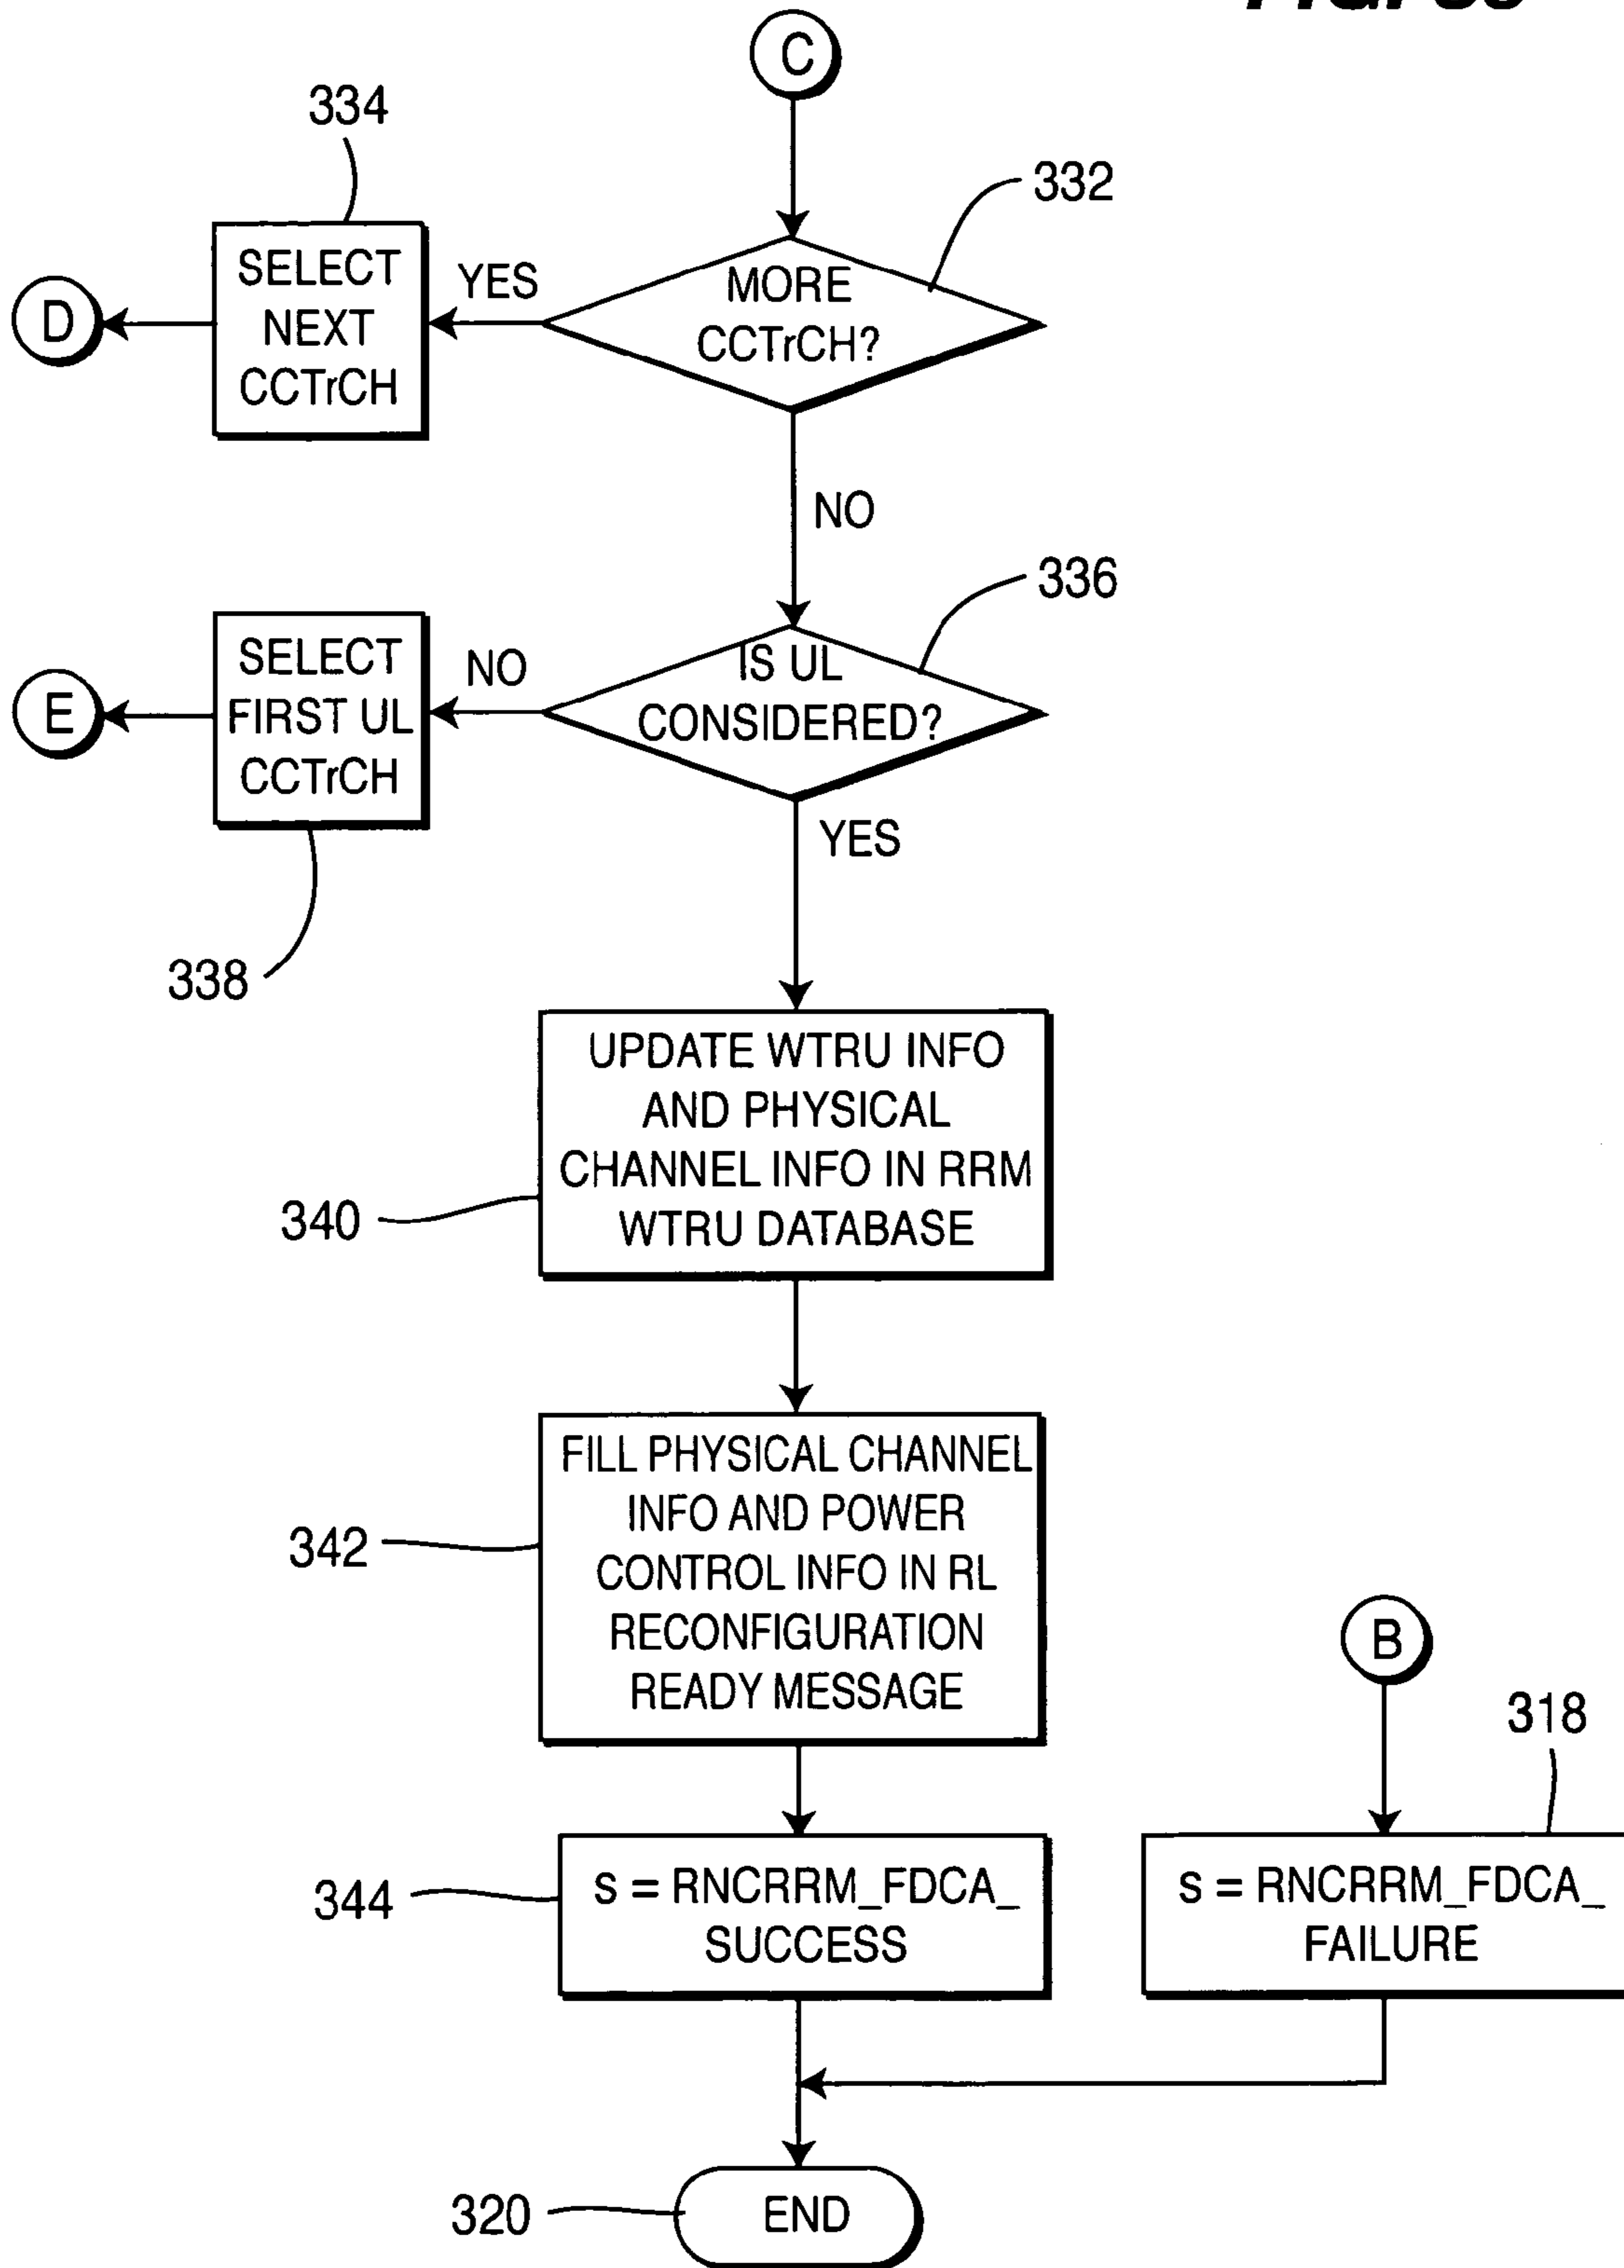 C
334
332
SELECT
NEXT
CCTrCH
YES
MORE
CCTrCH?
D
NO
336
SELECT
FIRST UL
CCTrCH
NO
IS UL
CONSIDERED?
E
YES
338
UPDATE WTRU INFO
AND PHYSICAL
CHANNEL INFO IN RRM
WTRU DATABASE
340
FILL PHYSICAL CHANNEL
INFO AND POWER
CONTROL INFO IN RL
RECONFIGURATION
READY MESSAGE
342
B
318
344
s = RNCRRM_FDCA_
SUCCESS
s = RNCRRM_FDCA_
FAILURE
320
END